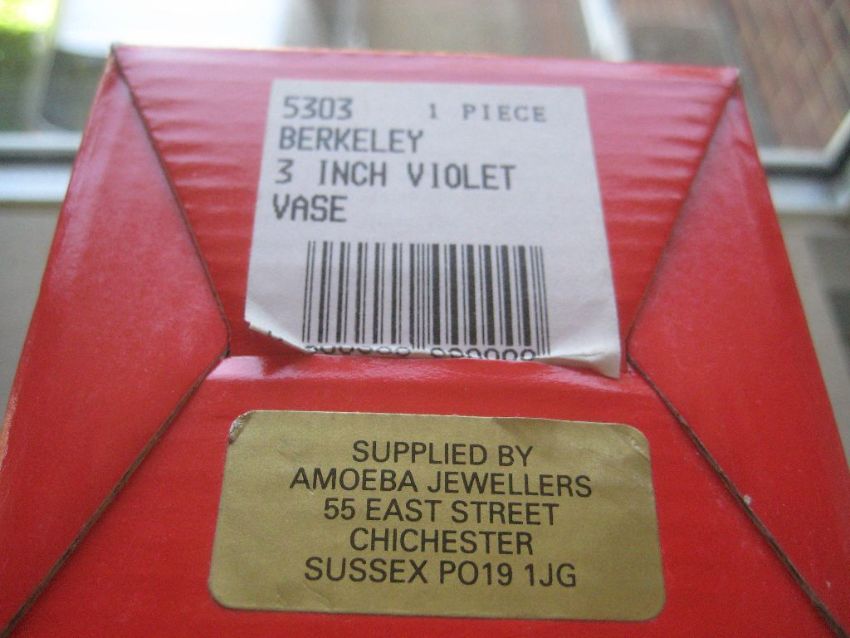 5303 1 PIECE
BERKELEY
3 INCH VIOLET
VASE
SUPPLIED BY
AMOEBA JEWELLERS
55 EAST STREET
CHICHESTER
SUSSEX PO19 1JG